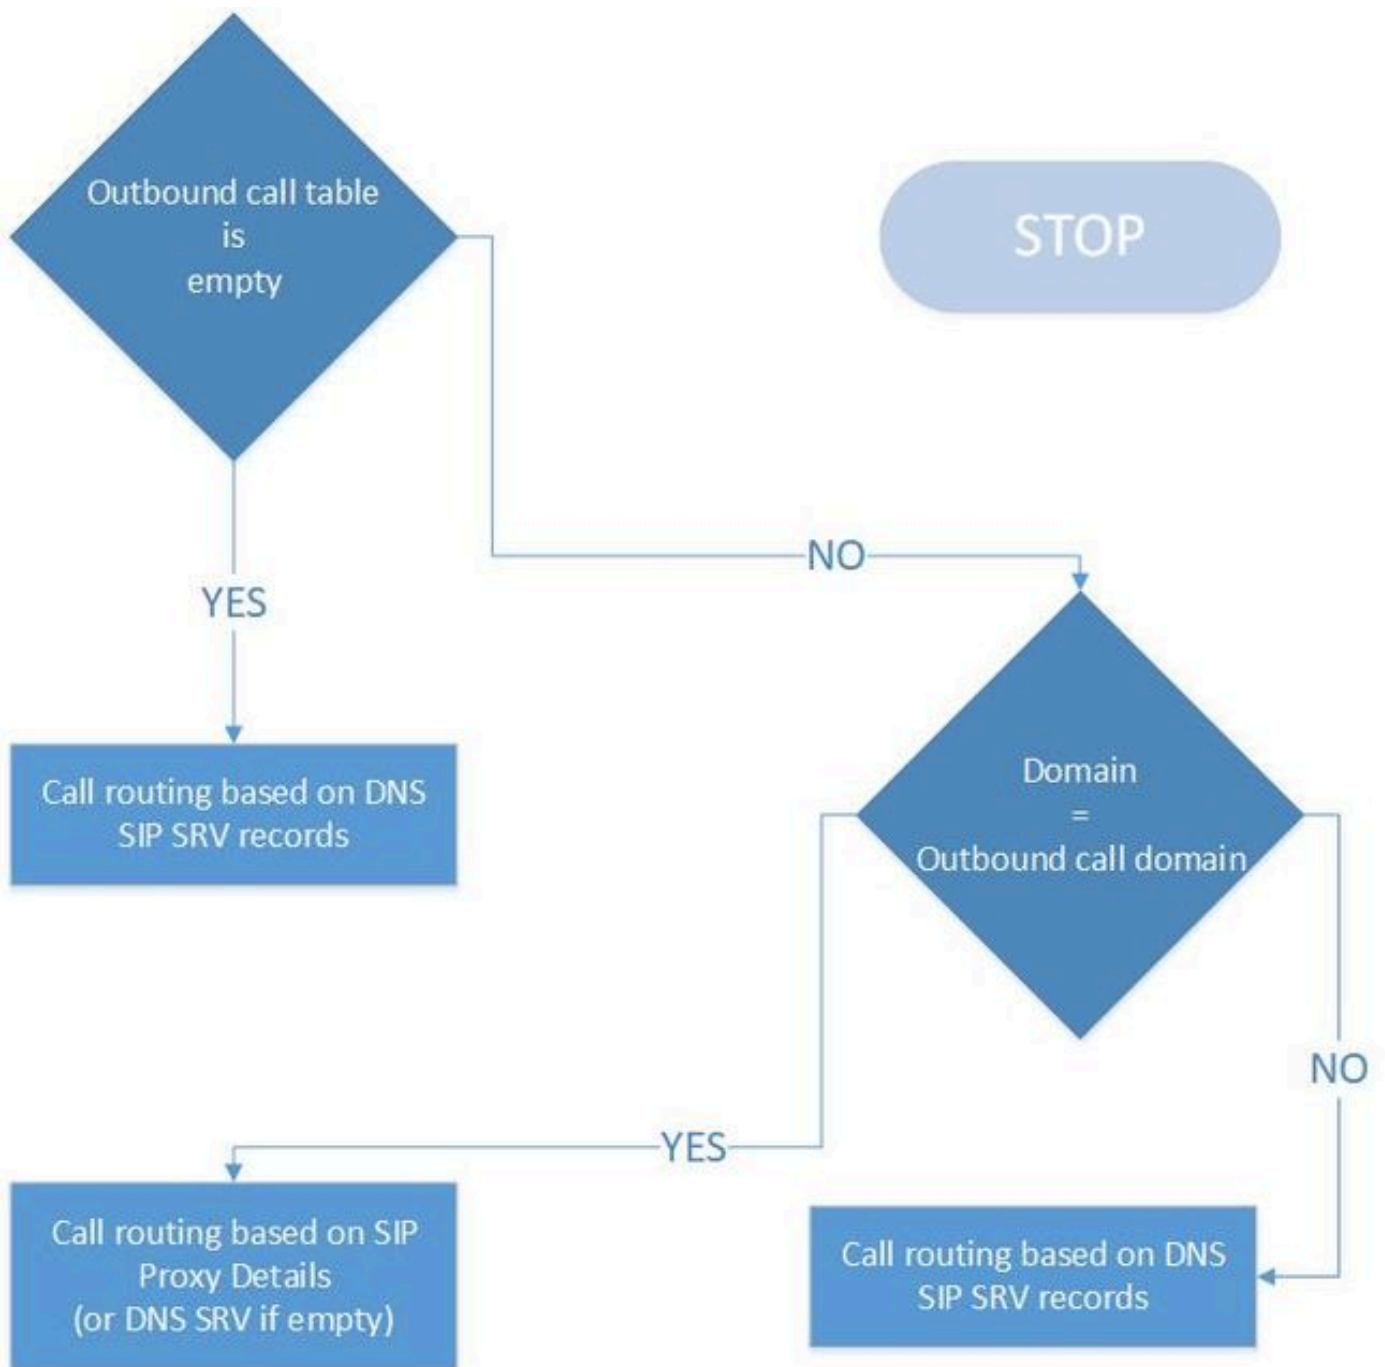 Outbound call table
is
empty
STOP
NO
YES
Call routing based on DNS
SIP SRV records
Domain
=
Outbound call domain
NO
YES
Call routing based on SIP
Proxy Details
(or DNS SRV if empty)
Call routing based on DNS
SIP SRV records